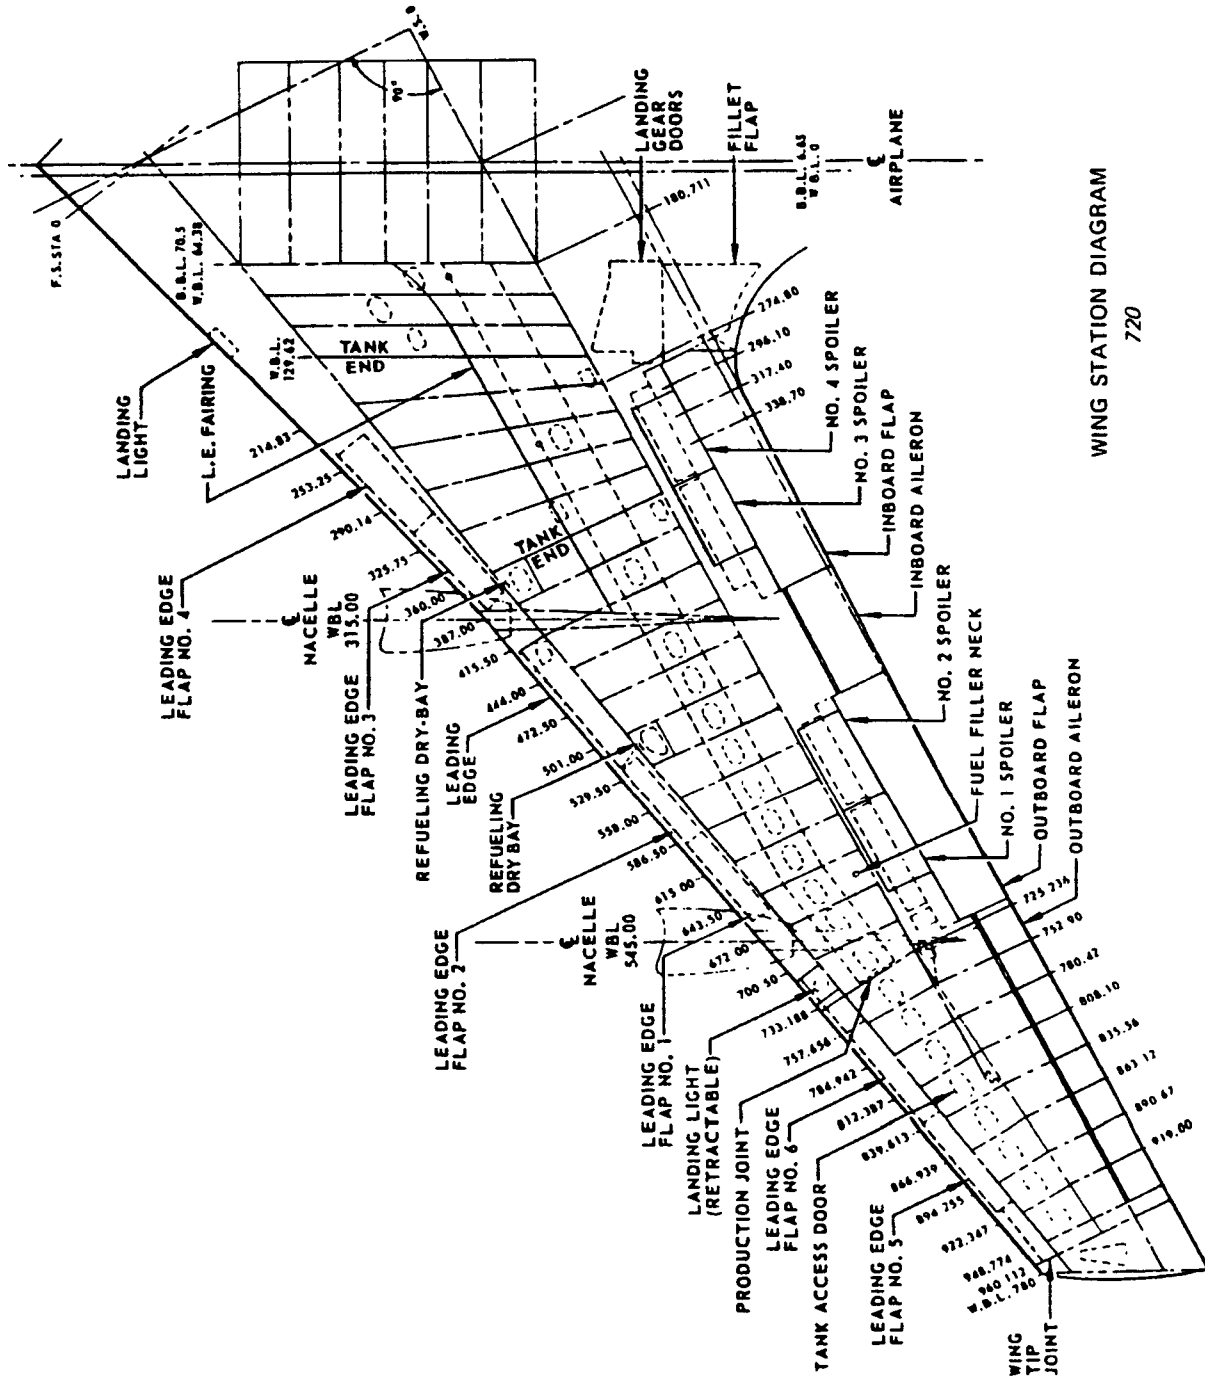 W.S. 0
90°
F.S.STA 0
B.B.L. 70.5
W.B.L. 64.38
LANDING
LIGHT
L.E. FAIRING
W.B.L.
129.62
TANK
END
LANDING
GEAR
DOORS
FILLET
FLAP
B.B.L. 6.65
W.B.L. 0
AIRPLANE
180.711
214.83
253.25
290.14
325.75
360.00
387.00
415.50
444.00
472.50
501.00
529.50
558.00
586.50
615.00
643.50
672.00
700.50
733.188
757.656
784.942
812.387
839.613
866.939
894.255
922.347
948.774
960.112
W.B.L. 780
LEADING EDGE
FLAP NO. 4
NACELLE
WBL
315.00
LEADING EDGE
FLAP NO. 3
TANK
END
REFUELING DRY-BAY
LEADING
EDGE
REFUELING
DRY BAY
LEADING EDGE
FLAP NO. 2
NACELLE
WBL
545.00
LEADING EDGE
FLAP NO. 1
LANDING LIGHT
(RETRACTABLE)
PRODUCTION JOINT
LEADING EDGE
FLAP NO. 6
TANK ACCESS DOOR
LEADING EDGE
FLAP NO. 5
WING
TIP
JOINT
274.80
296.10
317.40
338.70
NO. 4 SPOILER
NO. 3 SPOILER
INBOARD FLAP
INBOARD AILERON
NO. 2 SPOILER
FUEL FILLER NECK
NO. 1 SPOILER
OUTBOARD FLAP
OUTBOARD AILERON
725.234
752.90
780.42
808.10
835.56
863.12
890.67
919.00
WING STATION DIAGRAM
720